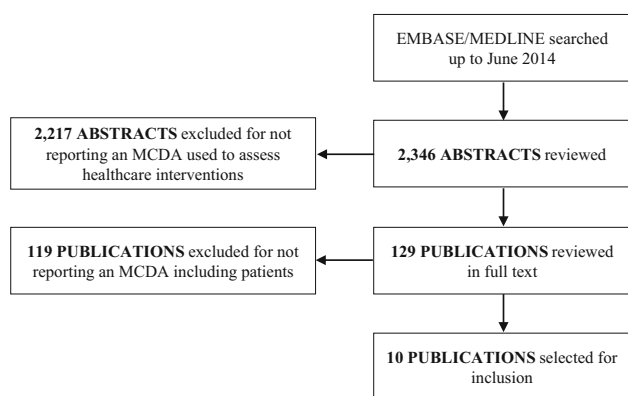 EMBASE/MEDLINE searched
up to June 2014
2,217 ABSTRACTS excluded for not
reporting an MCDA used to assess
healthcare interventions
2,346 ABSTRACTS reviewed
119 PUBLICATIONS excluded for not
reporting an MCDA including patients
129 PUBLICATIONS reviewed
in full text
10 PUBLICATIONS selected for
inclusion